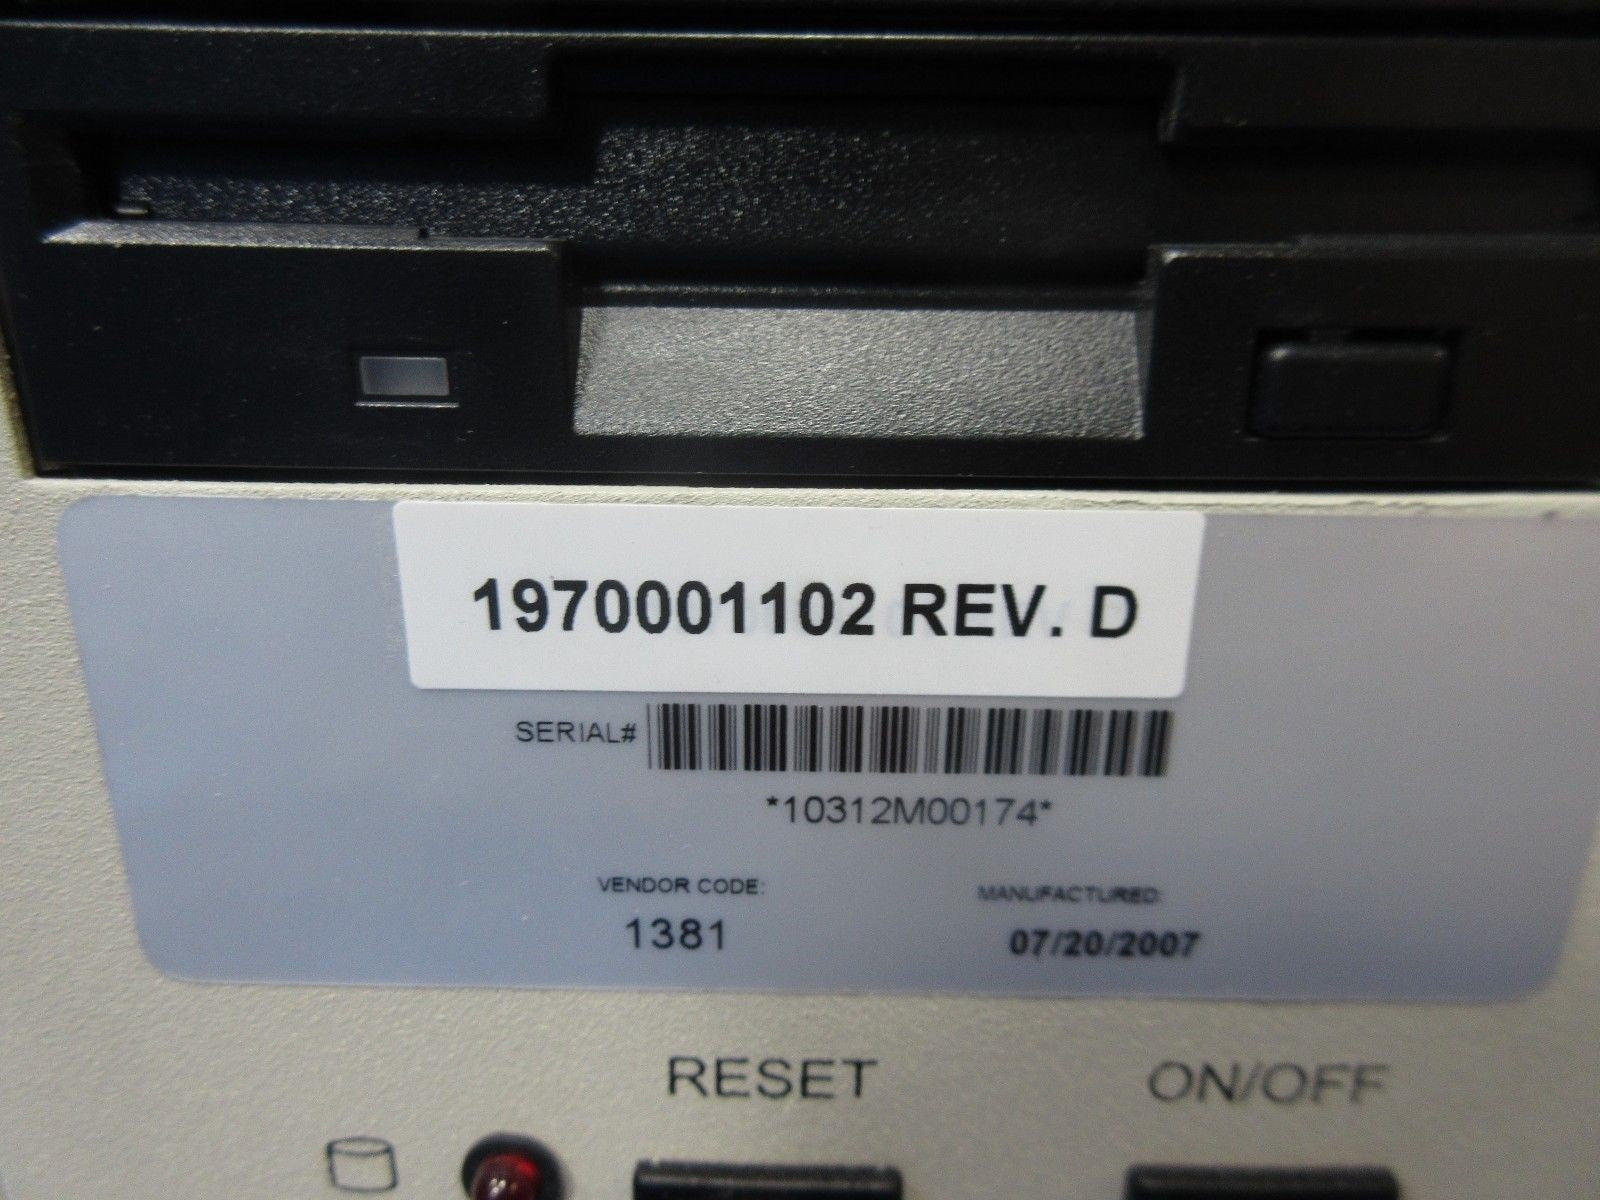 1970001102 REV. D
SERIAL#
*10312M00174*
VENDOR CODE:
MANUFACTURED:
1381
07/20/2007
RESET
ON/OFF